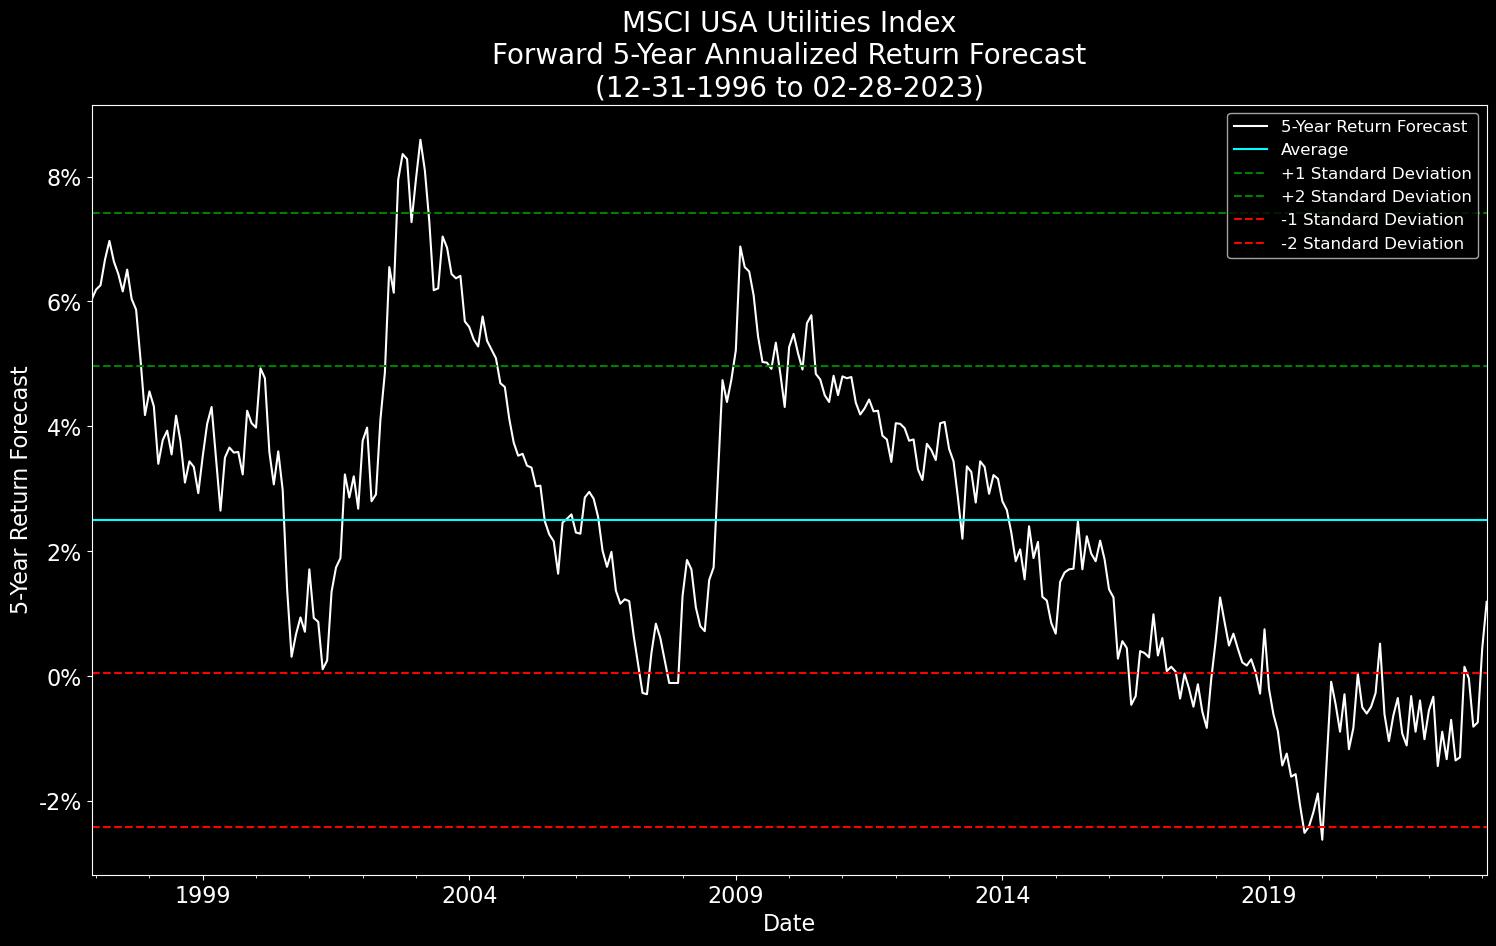 MSCI USA Utilities Index
Forward 5-Year Annualized Return Forecast
(12-31-1996 to 02-28-2023)
5-Year Return Forecast
Average
+1 Standard Deviation
+2 Standard Deviation
-1 Standard Deviation
-2 Standard Deviation
5-Year Return Forecast
8%
6%
4%
2%
0%
-2%
1999
2004
2009
2014
2019
Date